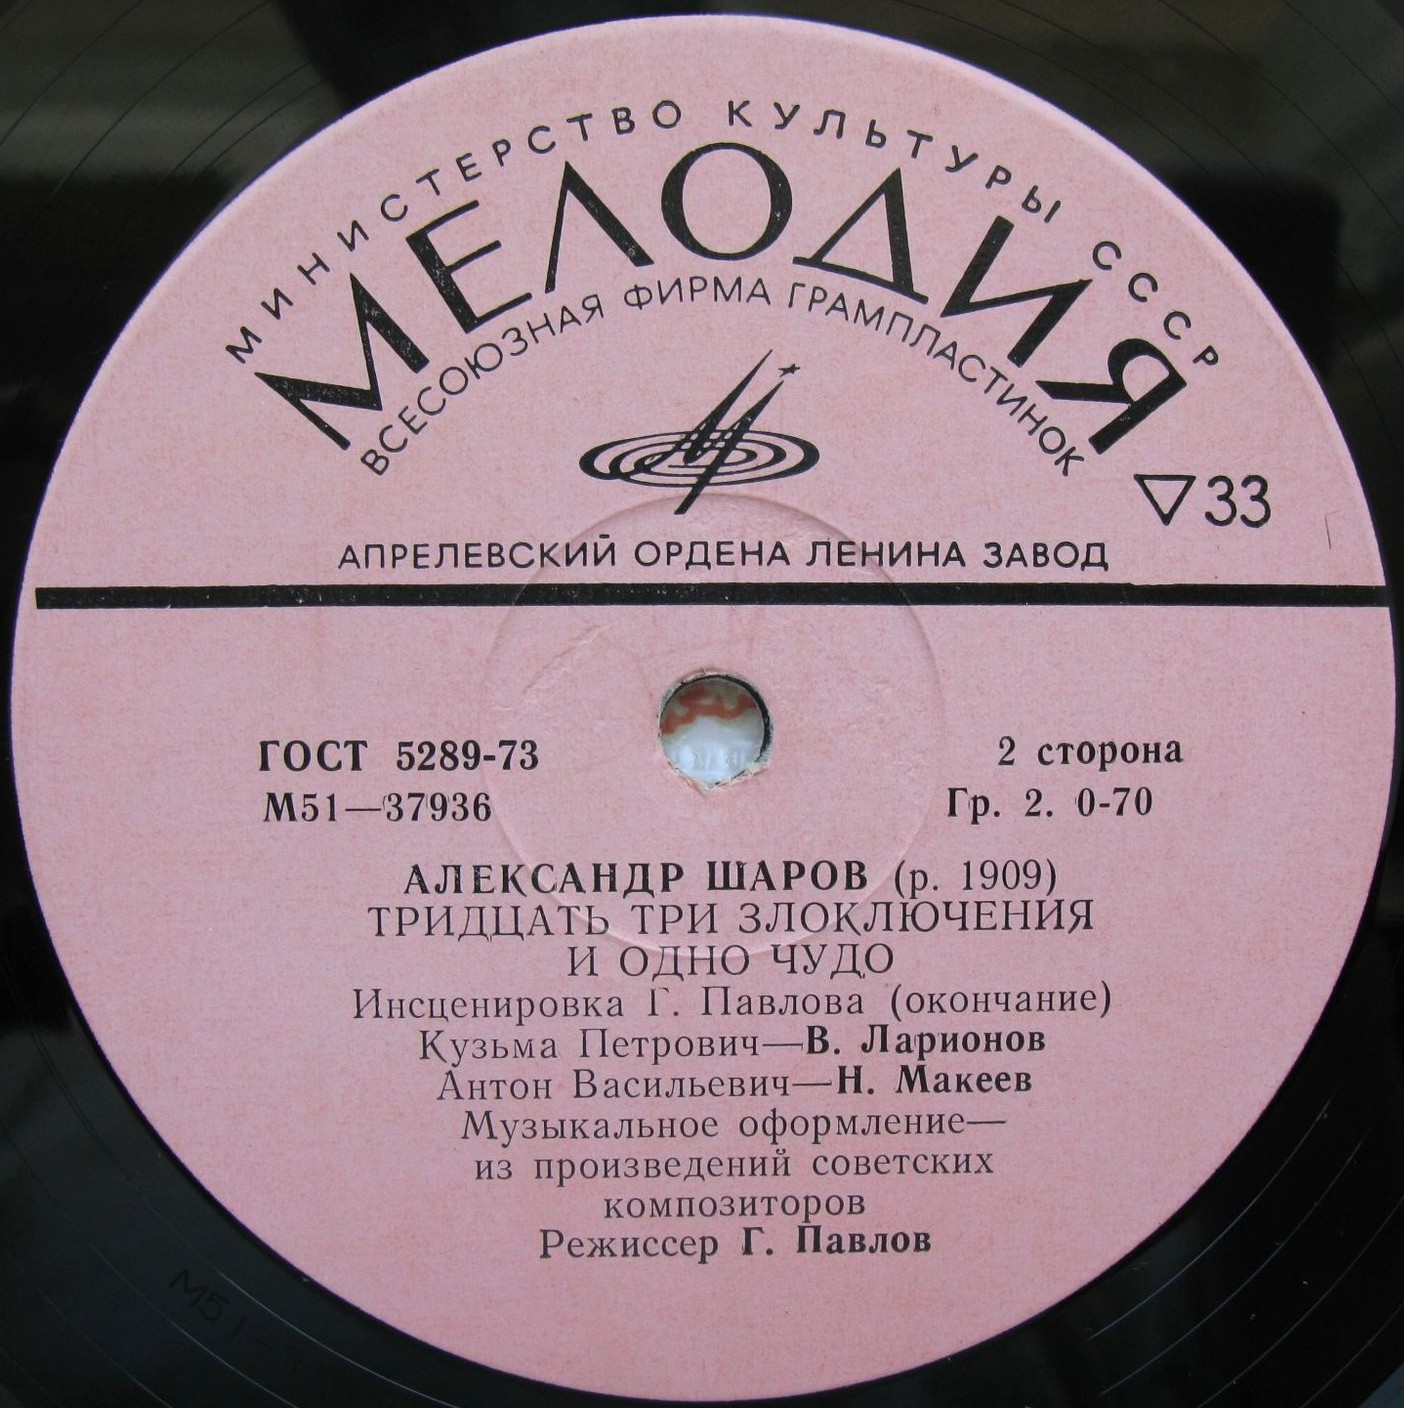 МИНИСТЕРСТВО КУЛЬТУРЫ СССР
МЕЛОДИЯ
ВСЕСОЮЗНАЯ ФИРМА ГРАМПЛАСТИНОК
33
АПРЕЛЕВСКИЙ ОРДЕНА ЛЕНИНА ЗАВОД
ГОСТ 5289-73
М51—37936
2 сторона
Гр. 2. 0-70
АЛЕКСАНДР ШАРОВ (р. 1909)
ТРИДЦАТЬ ТРИ ЗЛОКЛЮЧЕНИЯ
И ОДНО ЧУДО
Инсценировка Г. Павлова (окончание)
Кузьма Петрович—В. Ларионов
Антон Васильевич—Н. Макеев
Музыкальное оформление—
из произведений советских
композиторов
Режиссер Г. Павлов